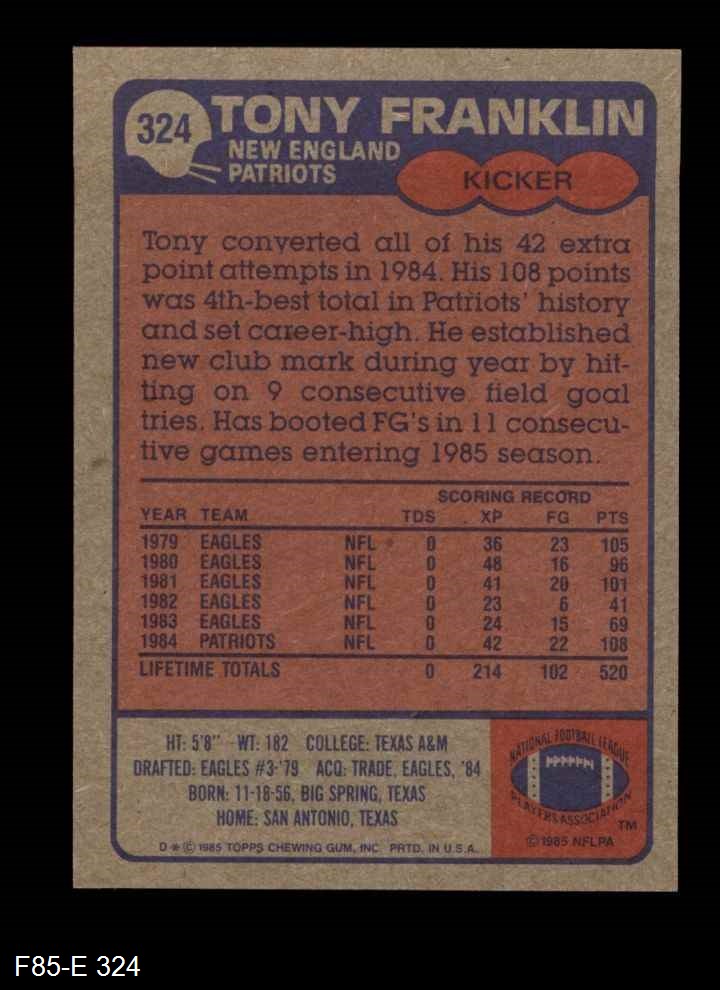 324
TONY FRANKLIN
NEW ENGLAND
PATRIOTS
KICKER
Tony converted all of his 42 extra
point attempts in 1984. His 108 points
was 4th-best total in Patriots' history
and set career-high. He established
new club mark during year by hit-
ting on 9 consecutive field goal
tries. Has booted FG's in 11 consecu-
tive games entering 1985 season.
SCORING RECORD
YEAR TEAM TDS XP FG PTS
1979 EAGLES NFL 0 36 23 105
1980 EAGLES NFL 0 48 16 96
1981 EAGLES NFL 0 41 20 101
1982 EAGLES NFL 0 23 6 41
1983 EAGLES NFL 0 24 15 69
1984 PATRIOTS NFL 0 42 22 108
LIFETIME TOTALS 0 214 102 520
HT: 5'8" WT: 182 COLLEGE: TEXAS A&M
DRAFTED: EAGLES #3-'79 ACQ: TRADE, EAGLES, '84
BORN: 11-18-56, BIG SPRING, TEXAS
HOME: SAN ANTONIO, TEXAS
D * © 1985 TOPPS CHEWING GUM, INC. PRTD. IN U.S.A.
NATIONAL FOOTBALL LEAGUE
PLAYERS ASSOCIATION
TM
© 1985 NFLPA
F85-E 324